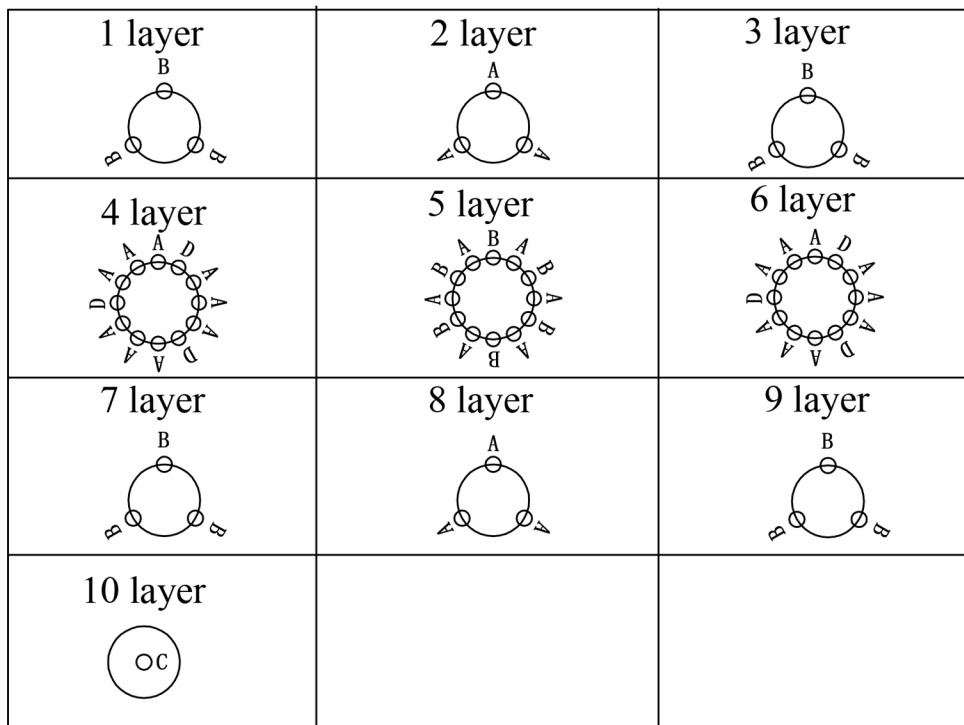 1 layer
B
B B
2 layer
A
A A
3 layer
B
B B
4 layer
A A D
A A
D A
A A
A A D
5 layer
A B A
B B
A A
B B
A B A
6 layer
A A D
A A
D A
A A
A A D
7 layer
B
B B
8 layer
A
A A
9 layer
B
B B
10 layer
C